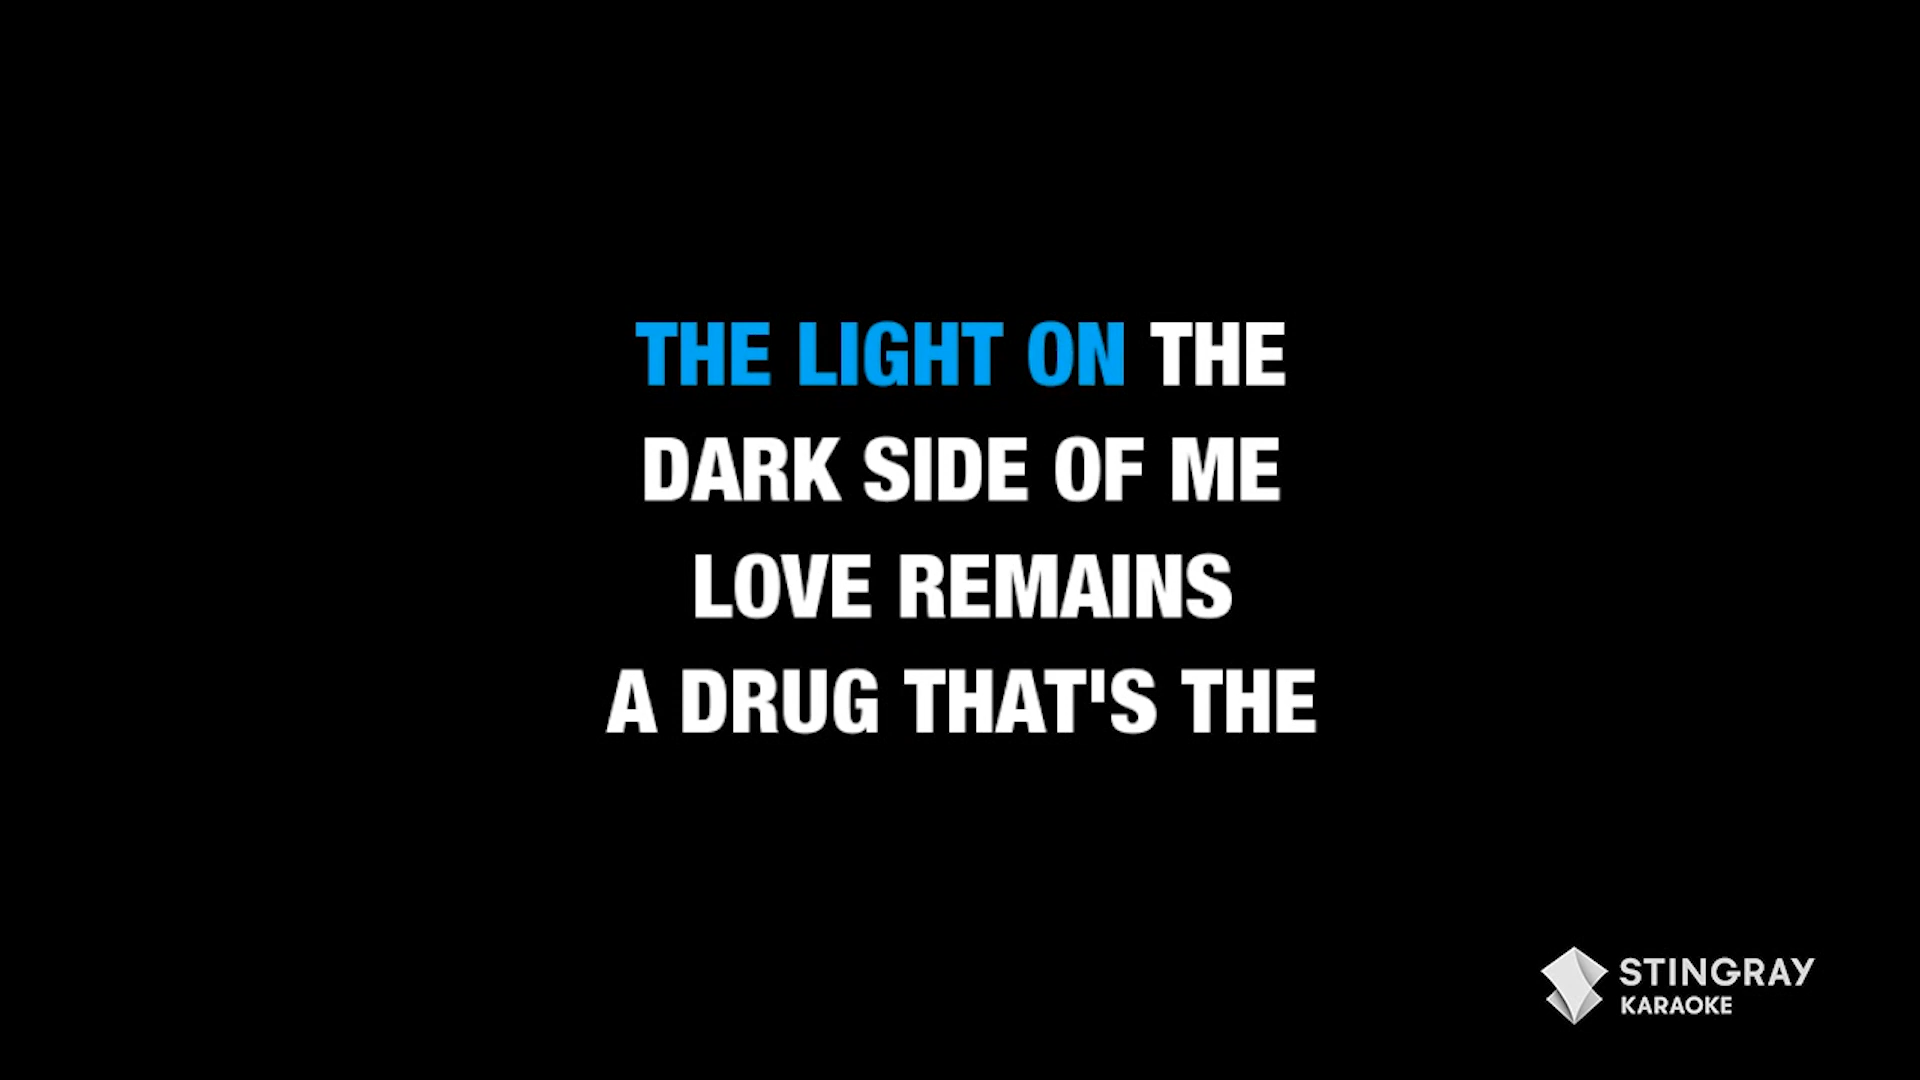 THE LIGHT ON THE
DARK SIDE OF ME
LOVE REMAINS
A DRUG THAT'S THE
STINGRAY
KARAOKE